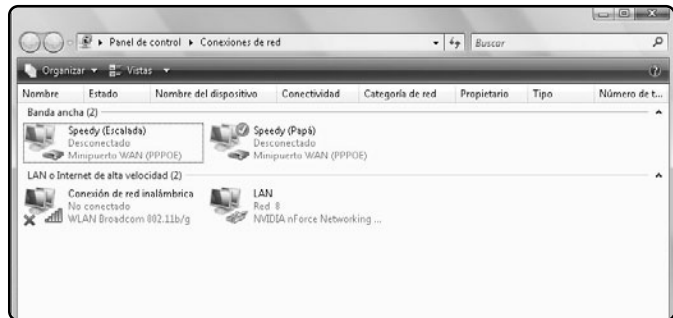 Panel de control ▸ Conexiones de red
Buscar
Organizar Vistas
Nombre Estado Nombre del dispositivo Conectividad Categoría de red Propietario Tipo Número de t...
Banda ancha (2)
Speedy (Escalada)
Desconectado
Minipuerto WAN (PPPOE)
Speedy (Papá)
Desconectado
Minipuerto WAN (PPPOE)
LAN o Internet de alta velocidad (2)
Conexión de red inalámbrica
No conectado
WLAN Broadcom 802.11b/g
LAN
Red 8
NVIDIA nForce Networking ...